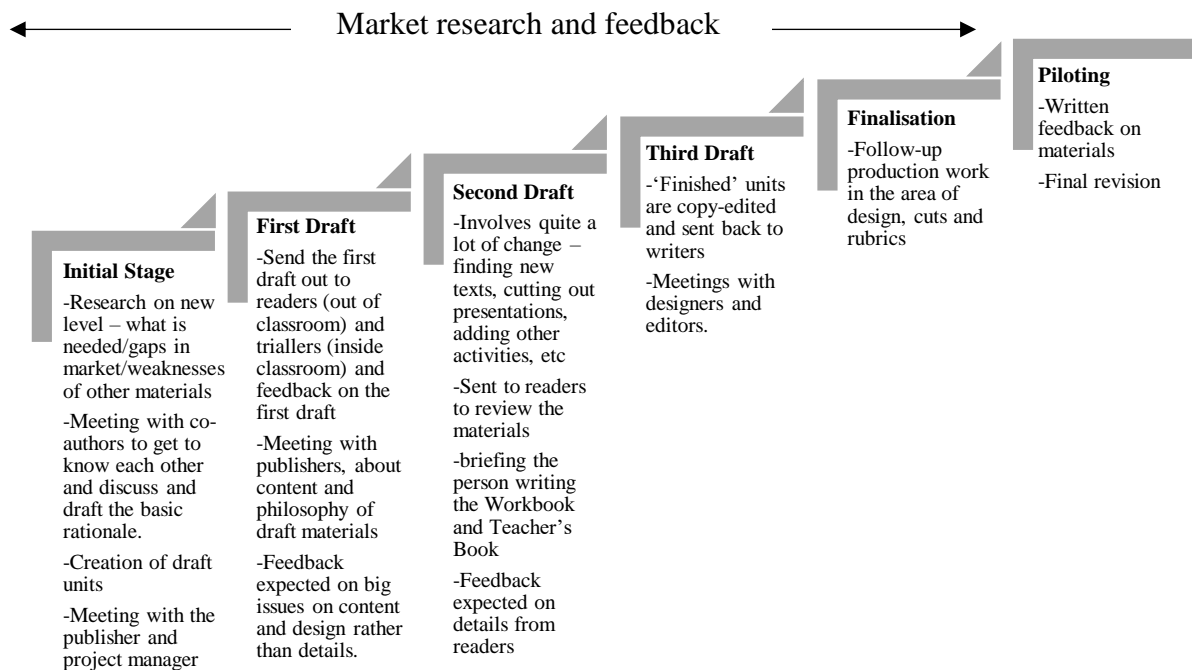 Market research and feedback
Initial Stage
-Research on new
level – what is
needed/gaps in
market/weaknesses
of other materials
-Meeting with co-
authors to get to
know each other
and discuss and
draft the basic
rationale.
-Creation of draft
units
-Meeting with the
publisher and
project manager
First Draft
-Send the first
draft out to
readers (out of
classroom) and
triallers (inside
classroom) and
feedback on the
first draft
-Meeting with
publishers, about
content and
philosophy of
draft materials
-Feedback
expected on big
issues on content
and design rather
than details.
Second Draft
-Involves quite a
lot of change –
finding new
texts, cutting out
presentations,
adding other
activities, etc
-Sent to readers
to review the
materials
-briefing the
person writing
the Workbook
and Teacher’s
Book
-Feedback
expected on
details from
readers
Third Draft
-‘Finished’ units
are copy-edited
and sent back to
writers
-Meetings with
designers and
editors.
Finalisation
-Follow-up
production work
in the area of
design, cuts and
rubrics
Piloting
-Written
feedback on
materials
-Final revision